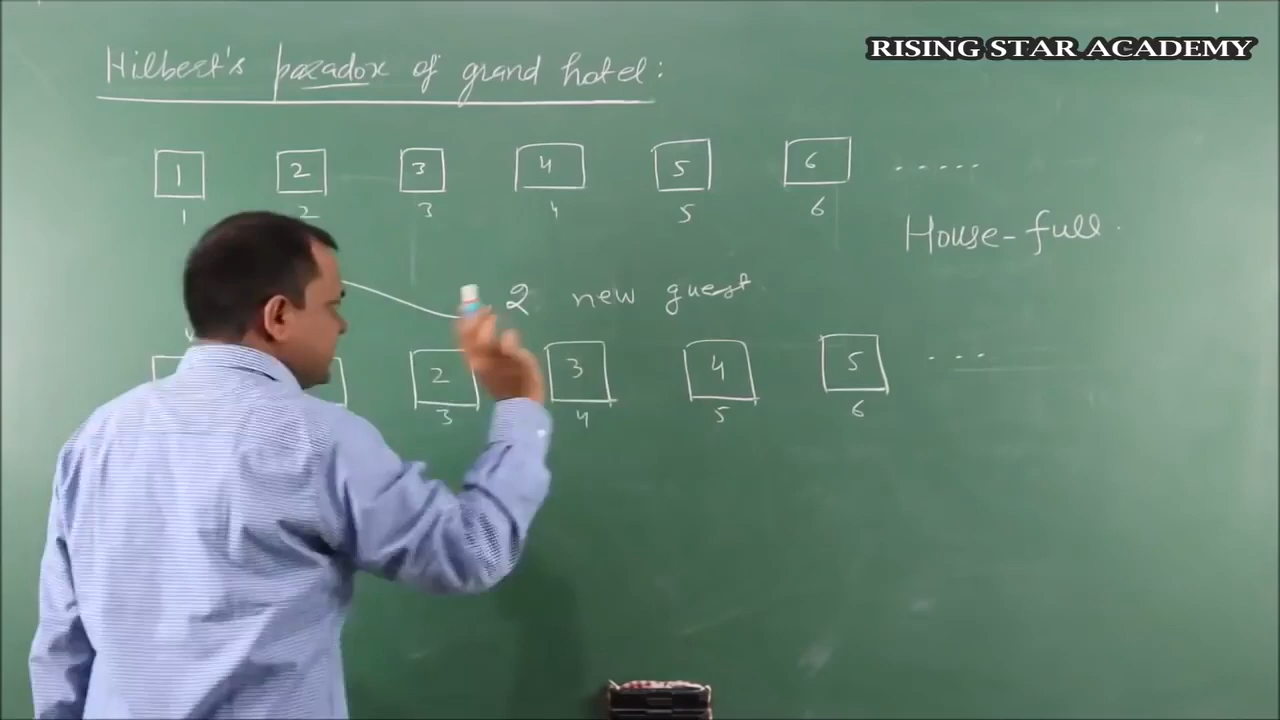 RISING STAR ACADEMY
Hilbert's paradox of grand hotel:
1 2 3 4 5 6 .....
1 2 3 4 5 6
House-full.
2 new guest
2 3 4 5 ...
3 4 5 6